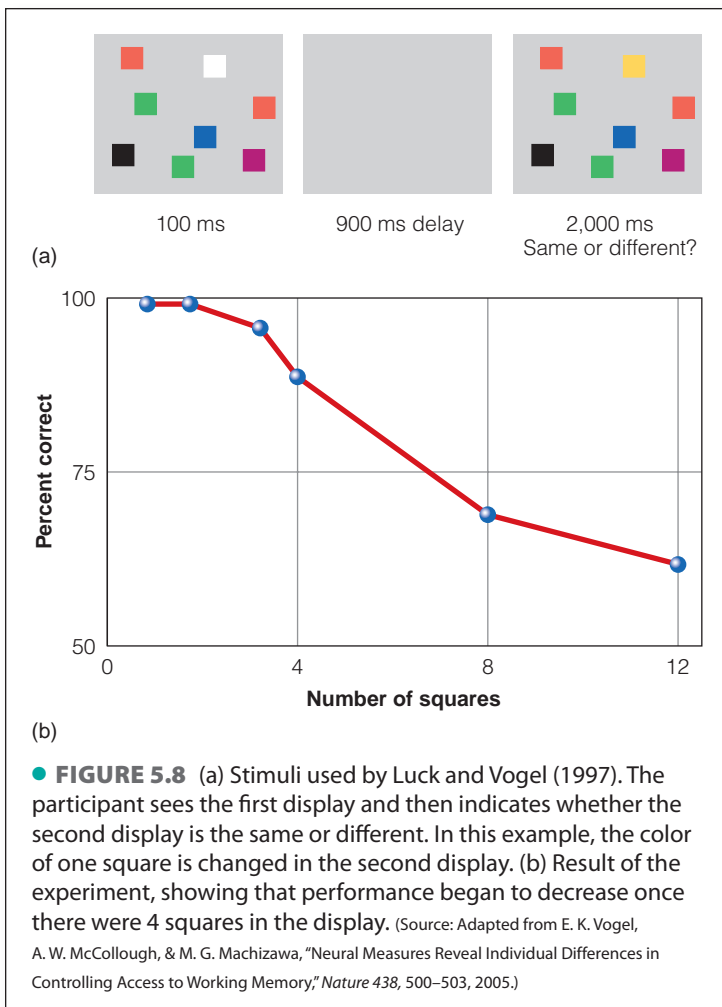 100 ms
900 ms delay
2,000 ms
Same or different?
(a)
100
75
50
Percent correct
0
4
8
12
Number of squares
(b)
● FIGURE 5.8 (a) Stimuli used by Luck and Vogel (1997). The
participant sees the first display and then indicates whether the
second display is the same or different. In this example, the color
of one square is changed in the second display. (b) Result of the
experiment, showing that performance began to decrease once
there were 4 squares in the display. (Source: Adapted from E. K. Vogel,
A. W. McCollough, & M. G. Machizawa, “Neural Measures Reveal Individual Differences in
Controlling Access to Working Memory,” Nature 438, 500–503, 2005.)